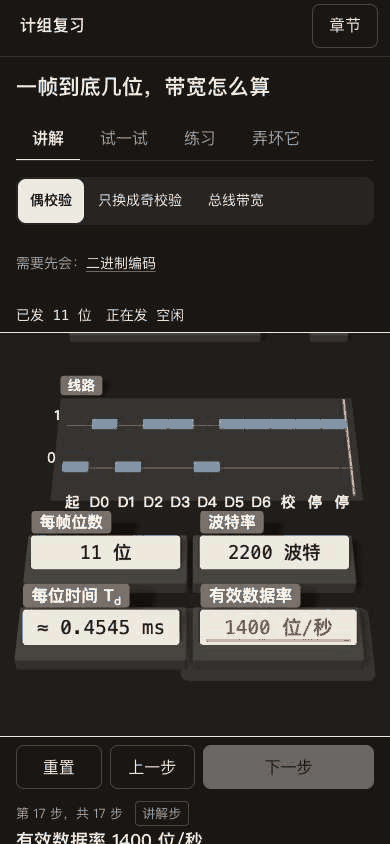 计组复习
章节
一帧到底几位，带宽怎么算
讲解 试一试 练习 弄坏它
偶校验 只换成奇校验 总线带宽
需要先会： 二进制编码
已发 11 位 正在发 空闲
线路
1
0
起 D0 D1 D2 D3 D4 D5 D6 校 停 停
每帧位数 波特率
11 位 2200 波特
每位时间 Td 有效数据率
≈ 0.4545 ms 1400 位/秒
重置 上一步 下一步
第 17 步，共 17 步 讲解步
有效数据率 1400 位/秒